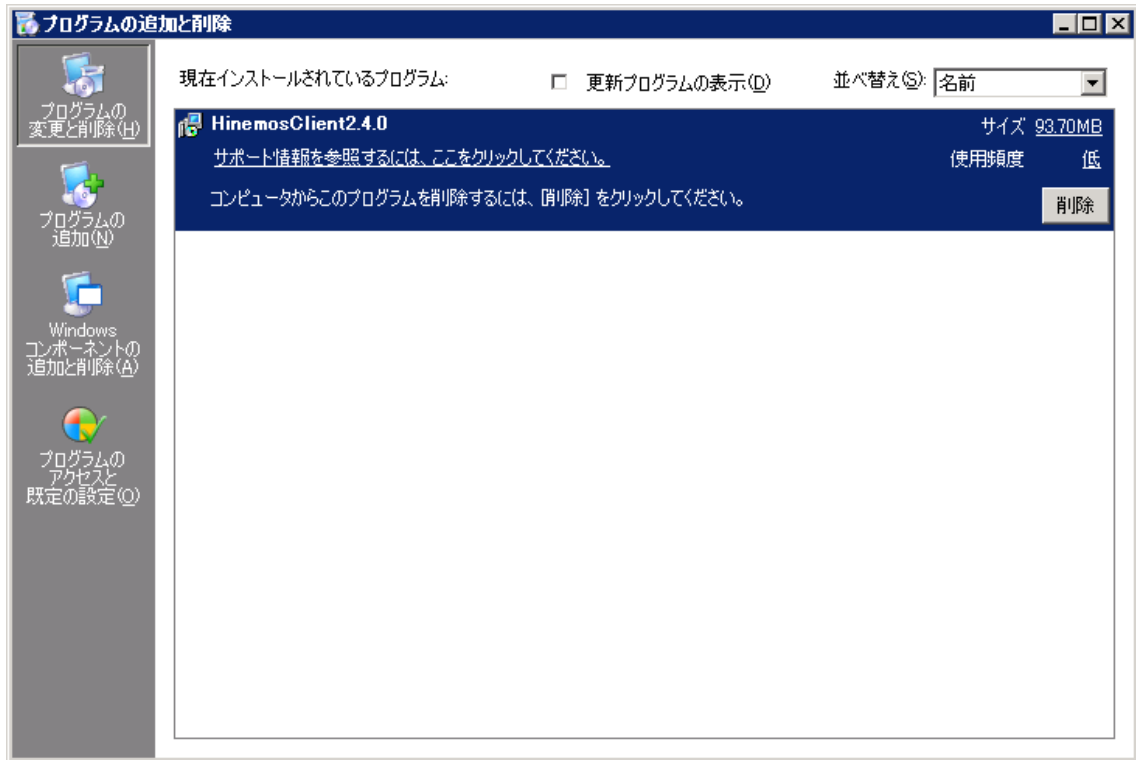 プログラムの追加と削除
プログラムの
変更と削除(H)
プログラムの
追加(N)
Windows
コンポーネントの
追加と削除(A)
プログラムの
アクセスと
既定の設定(O)
現在インストールされているプログラム:
更新プログラムの表示(D)
並べ替え(S):
名前
HinemosClient2.4.0
サイズ 93.70MB
サポート情報を参照するには、ここをクリックしてください。
使用頻度 低
コンピュータからこのプログラムを削除するには、[削除] をクリックしてください。
削除